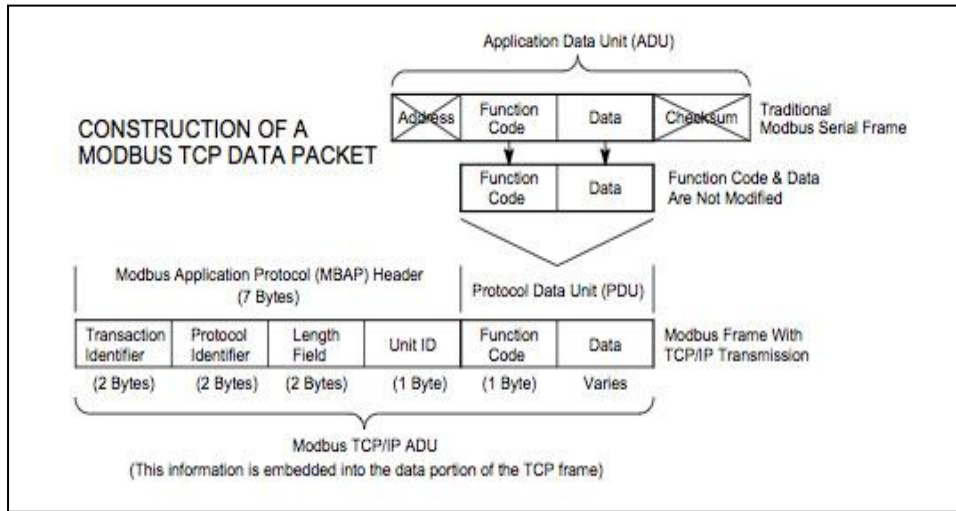 Application Data Unit (ADU)
CONSTRUCTION OF A
MODBUS TCP DATA PACKET
Address
Function
Code
Data
Checksum
Traditional
Modbus Serial Frame
Function
Code
Data
Function Code & Data
Are Not Modified
Modbus Application Protocol (MBAP) Header
(7 Bytes)
Protocol Data Unit (PDU)
Transaction
Identifier
Protocol
Identifier
Length
Field
Unit ID
Function
Code
Data
Modbus Frame With
TCP/IP Transmission
(2 Bytes)
(2 Bytes)
(2 Bytes)
(1 Byte)
(1 Byte)
Varies
Modbus TCP/IP ADU
(This information is embedded into the data portion of the TCP frame)